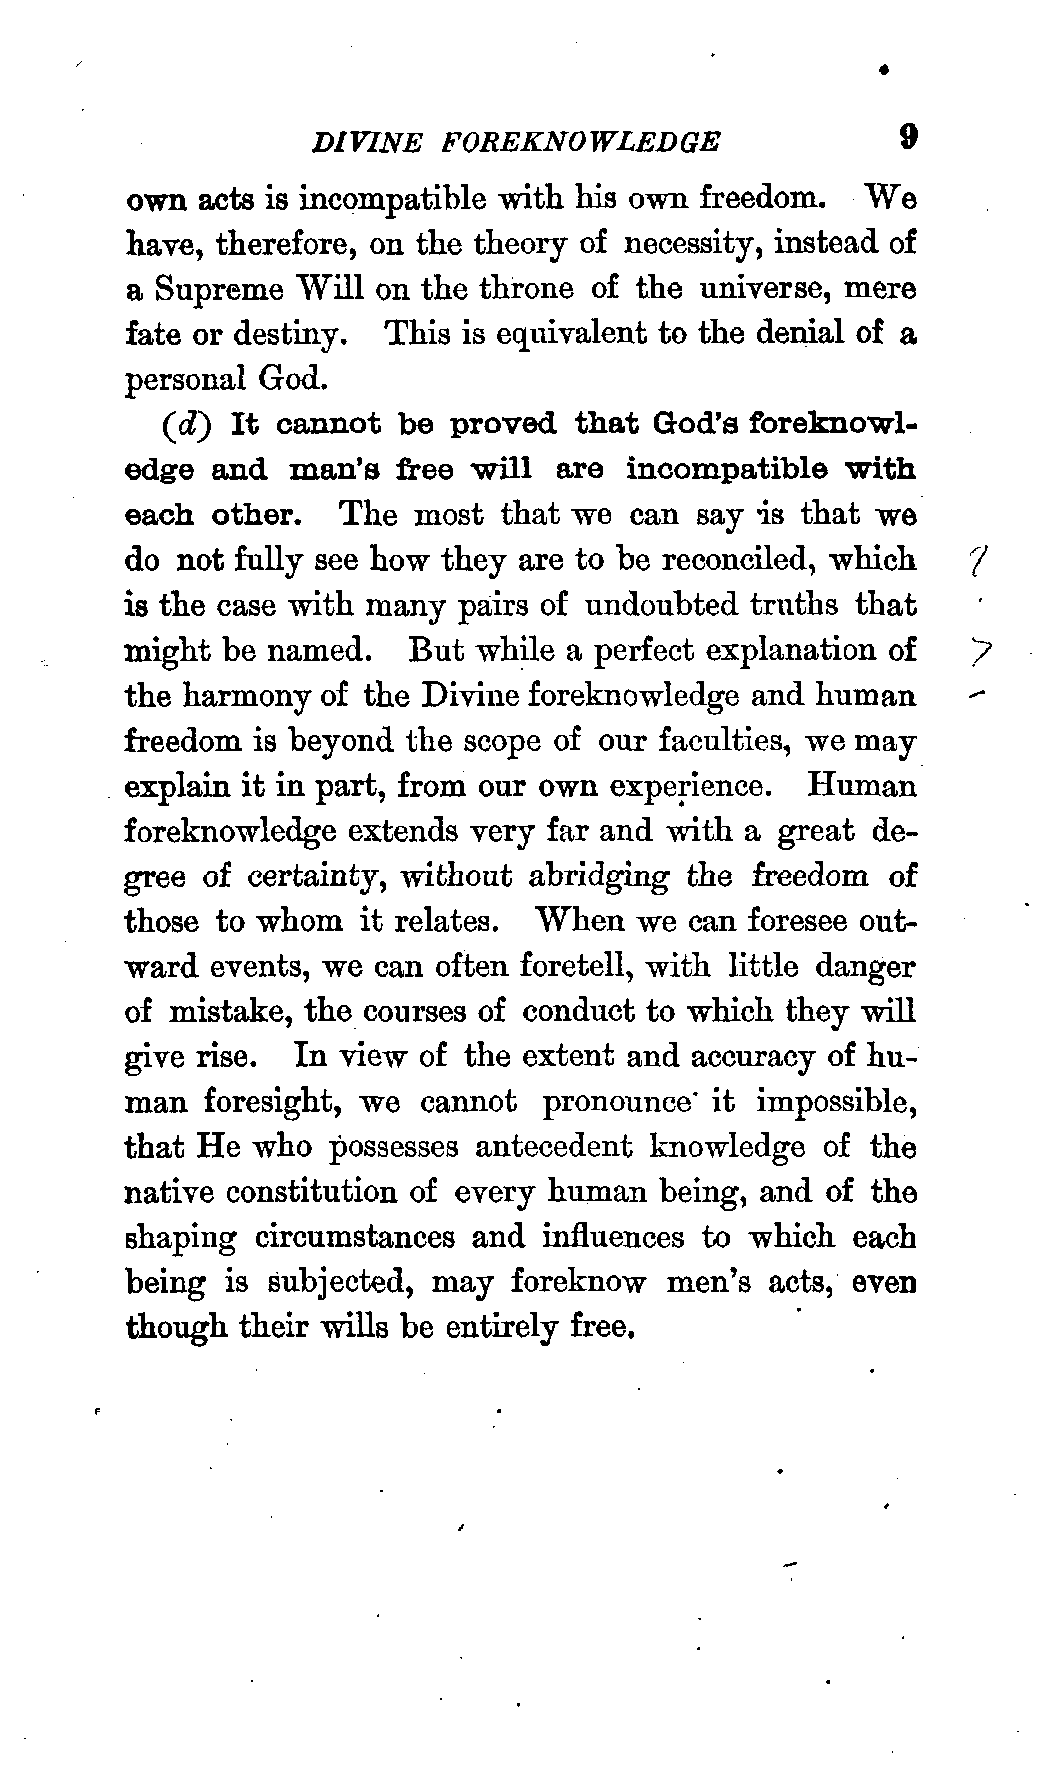 DIVINE FOREKNOWLEDGE 9
own acts is incompatible with his own freedom. We
have, therefore, on the theory of necessity, instead of
a Supreme Will on the throne of the universe, mere
fate or destiny. This is equivalent to the denial of a
personal God.
(d) It cannot be proved that God's foreknowl-
edge and man's free will are incompatible with
each other. The most that we can say is that we
do not fully see how they are to be reconciled, which
is the case with many pairs of undoubted truths that
might be named. But while a perfect explanation of
the harmony of the Divine foreknowledge and human
freedom is beyond the scope of our faculties, we may
explain it in part, from our own experience. Human
foreknowledge extends very far and with a great de-
gree of certainty, without abridging the freedom of
those to whom it relates. When we can foresee out-
ward events, we can often foretell, with little danger
of mistake, the courses of conduct to which they will
give rise. In view of the extent and accuracy of hu-
man foresight, we cannot pronounce it impossible,
that He who possesses antecedent knowledge of the
native constitution of every human being, and of the
shaping circumstances and influences to which each
being is subjected, may foreknow men's acts, even
though their wills be entirely free.